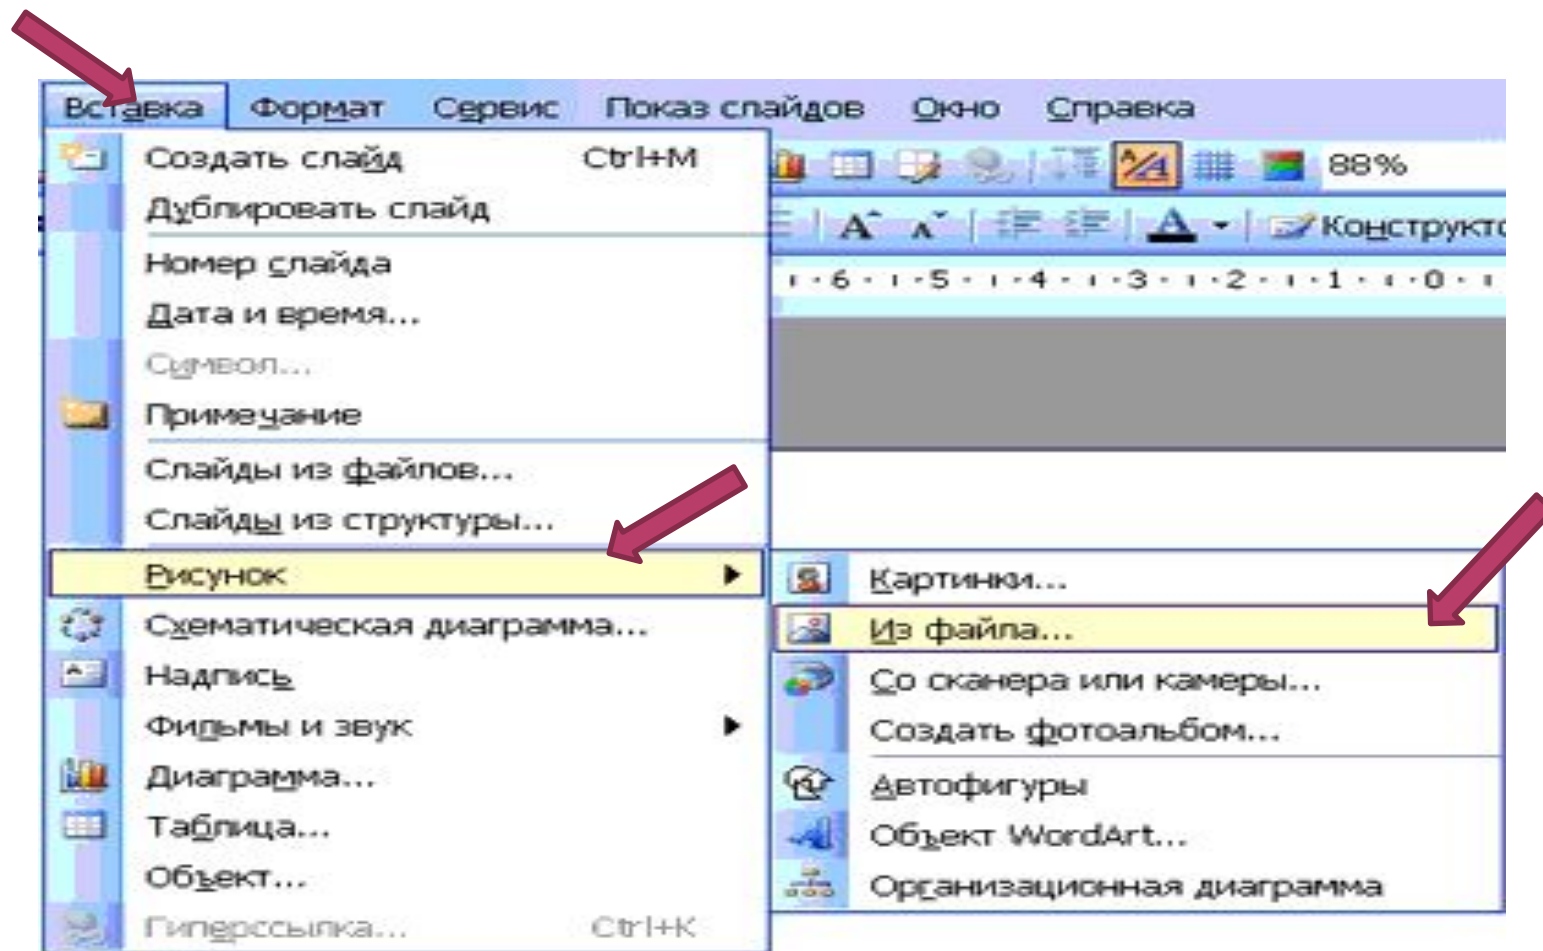 Вставка Формат Сервис Показ слайдов Окно Справка
Создать слайд Ctrl+M
88%
Дублировать слайд
Конструкто
Номер слайда
6 5 4 3 2 1 0
Дата и время...
Символ...
Примечание
Слайды из файлов...
Слайды из структуры...
Рисунок
Схематическая диаграмма...
Надпись
Фильмы и звук
Диаграмма...
Таблица...
Объект...
Гиперссылка... Ctrl+K
Картинки...
Из файла...
Со сканера или камеры...
Создать фотоальбом...
Автофигуры
Объект WordArt...
Организационная диаграмма